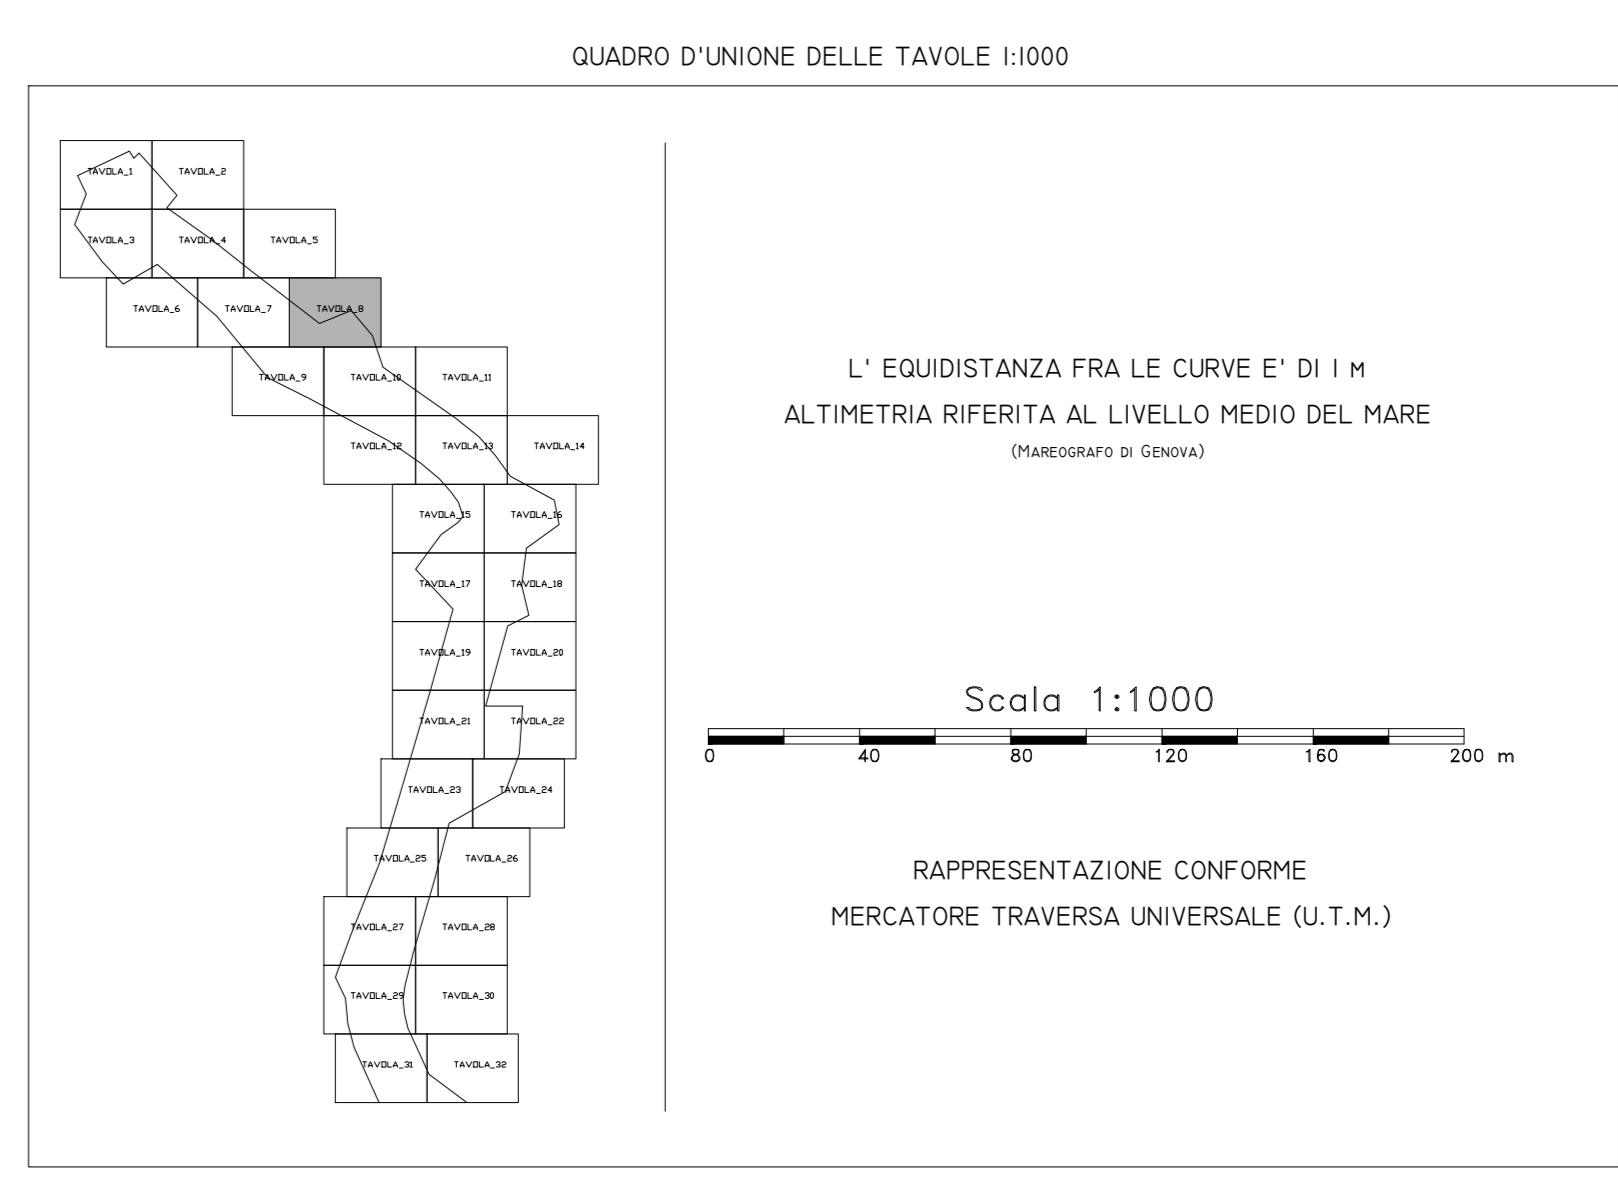 QUADRO D'UNIONE DELLE TAVOLE 1:1000
TAVOLA_1 TAVOLA_2
TAVOLA_3 TAVOLA_4 TAVOLA_5
TAVOLA_6 TAVOLA_7 TAVOLA_8
TAVOLA_9 TAVOLA_10 TAVOLA_11
TAVOLA_12 TAVOLA_13 TAVOLA_14
TAVOLA_15 TAVOLA_16
TAVOLA_17 TAVOLA_18
TAVOLA_19 TAVOLA_20
TAVOLA_21 TAVOLA_22
TAVOLA_23 TAVOLA_24
TAVOLA_25 TAVOLA_26
TAVOLA_27 TAVOLA_28
TAVOLA_29 TAVOLA_30
TAVOLA_31 TAVOLA_32
L' EQUIDISTANZA FRA LE CURVE E' DI 1 M
ALTIMETRIA RIFERITA AL LIVELLO MEDIO DEL MARE
(MAREOGRAFO DI GENOVA)
Scala 1:1000
0 40 80 120 160 200 m
RAPPRESENTAZIONE CONFORME
MERCATORE TRAVERSA UNIVERSALE (U.T.M.)